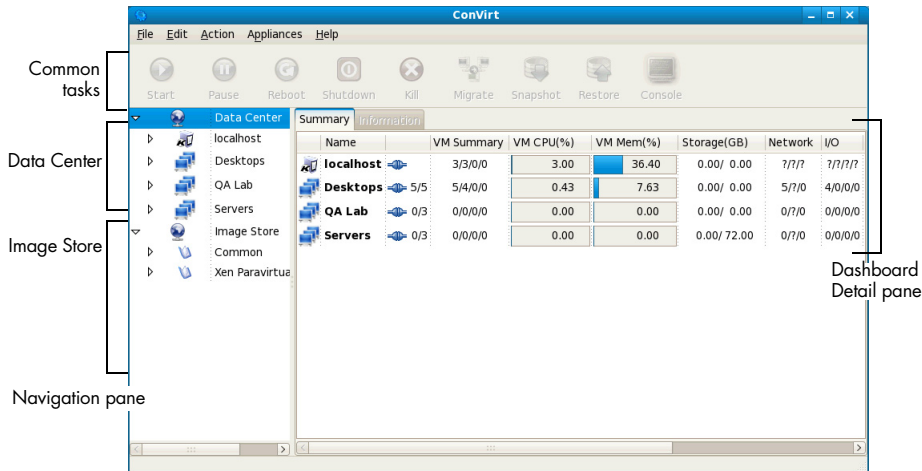 ConVirt
File Edit Action Appliances Help
Common
tasks
Start Pause Reboot Shutdown Kill Migrate Snapshot Restore Console
Data Center
localhost
Desktops
QA Lab
Servers
Image Store
Common
Xen Paravirtua
Data Center
Image Store
Navigation pane
Summary Information
Name VM Summary VM CPU(%) VM Mem(%) Storage(GB) Network I/O
localhost 3/3/0/0 3.00 36.40 0.00/ 0.00 ?/?/? ?/?/?/?
Desktops 5/5 5/4/0/0 0.43 7.63 0.00/ 0.00 5/?/0 4/0/0/0
QA Lab 0/3 0/0/0/0 0.00 0.00 0.00/ 0.00 0/?/0 0/0/0/0
Servers 0/3 0/0/0/0 0.00 0.00 0.00/ 72.00 0/?/0 0/0/0/0
Dashboard
Detail pane